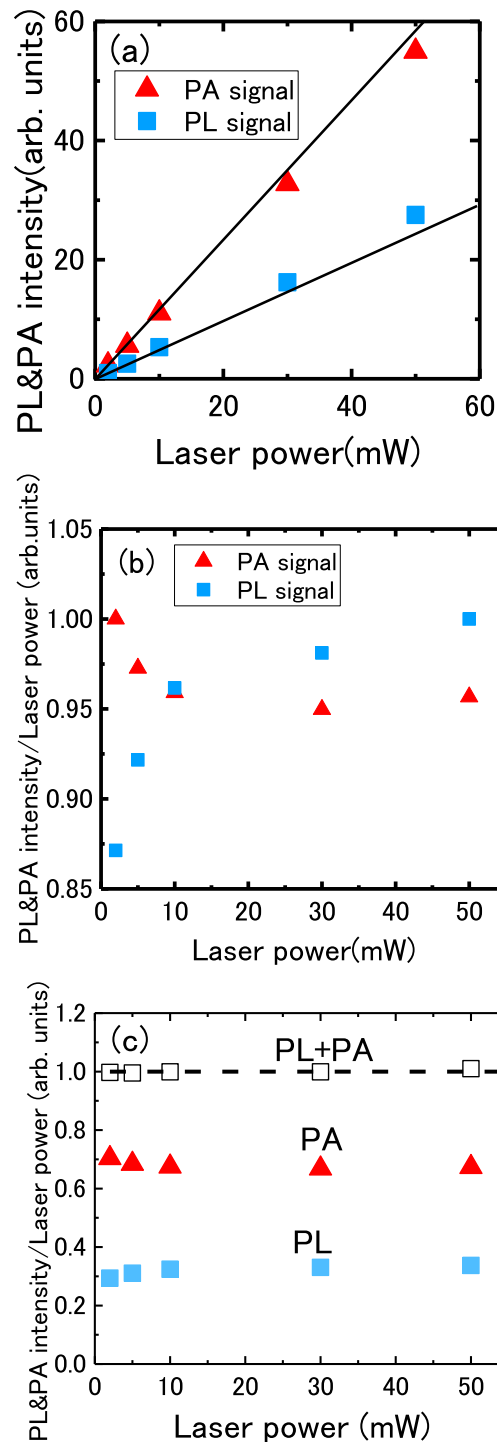 (a)
PA signal
PL signal
PL&PA intensity(arb. units)
60
40
20
0
0 20 40 60
Laser power(mW)
(b)
PA signal
PL signal
PL&PA intensity/Laser power (arb.units)
1.05
1.00
0.95
0.90
0.85
0 10 20 30 40 50
Laser power(mW)
(c)
PL+PA
PA
PL
PL&PA intensity/Laser power (arb. units)
1.2
1.0
0.8
0.6
0.4
0.2
0.0
0 10 20 30 40 50
Laser power (mW)